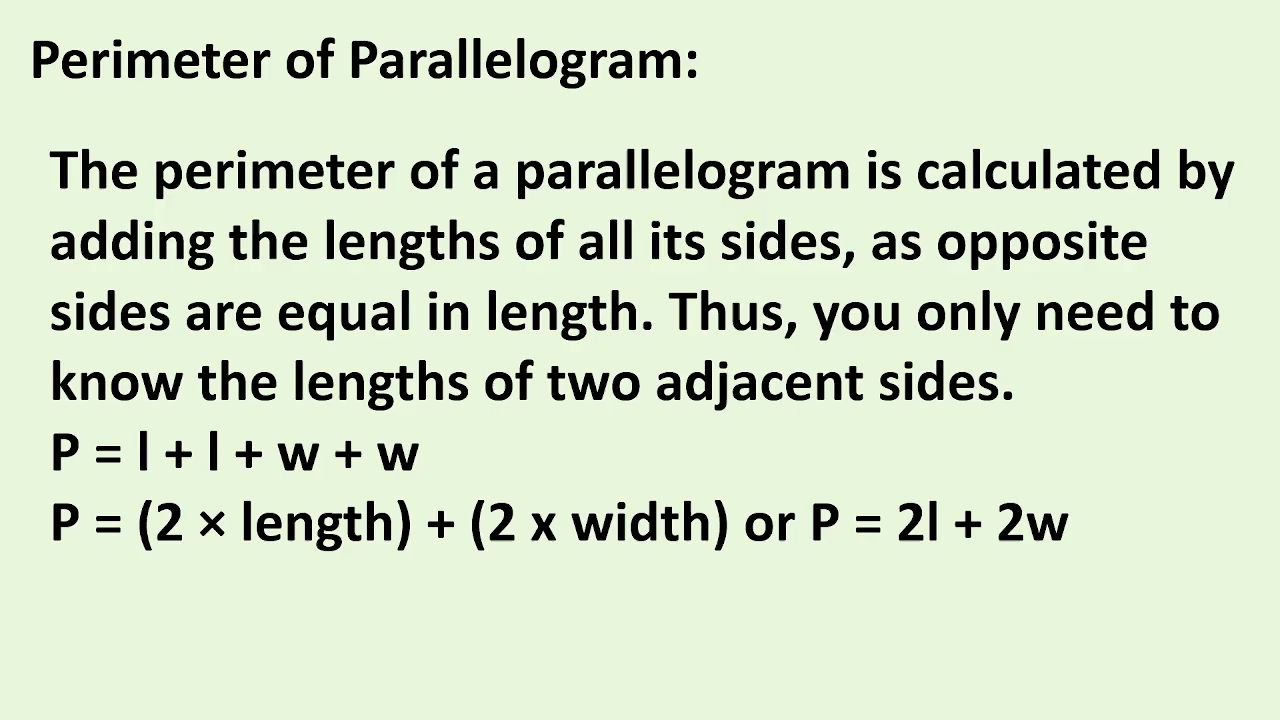 Perimeter of Parallelogram:
The perimeter of a parallelogram is calculated by
adding the lengths of all its sides, as opposite
sides are equal in length. Thus, you only need to
know the lengths of two adjacent sides.
P = l + l + w + w
P = (2 × length) + (2 x width) or P = 2l + 2w